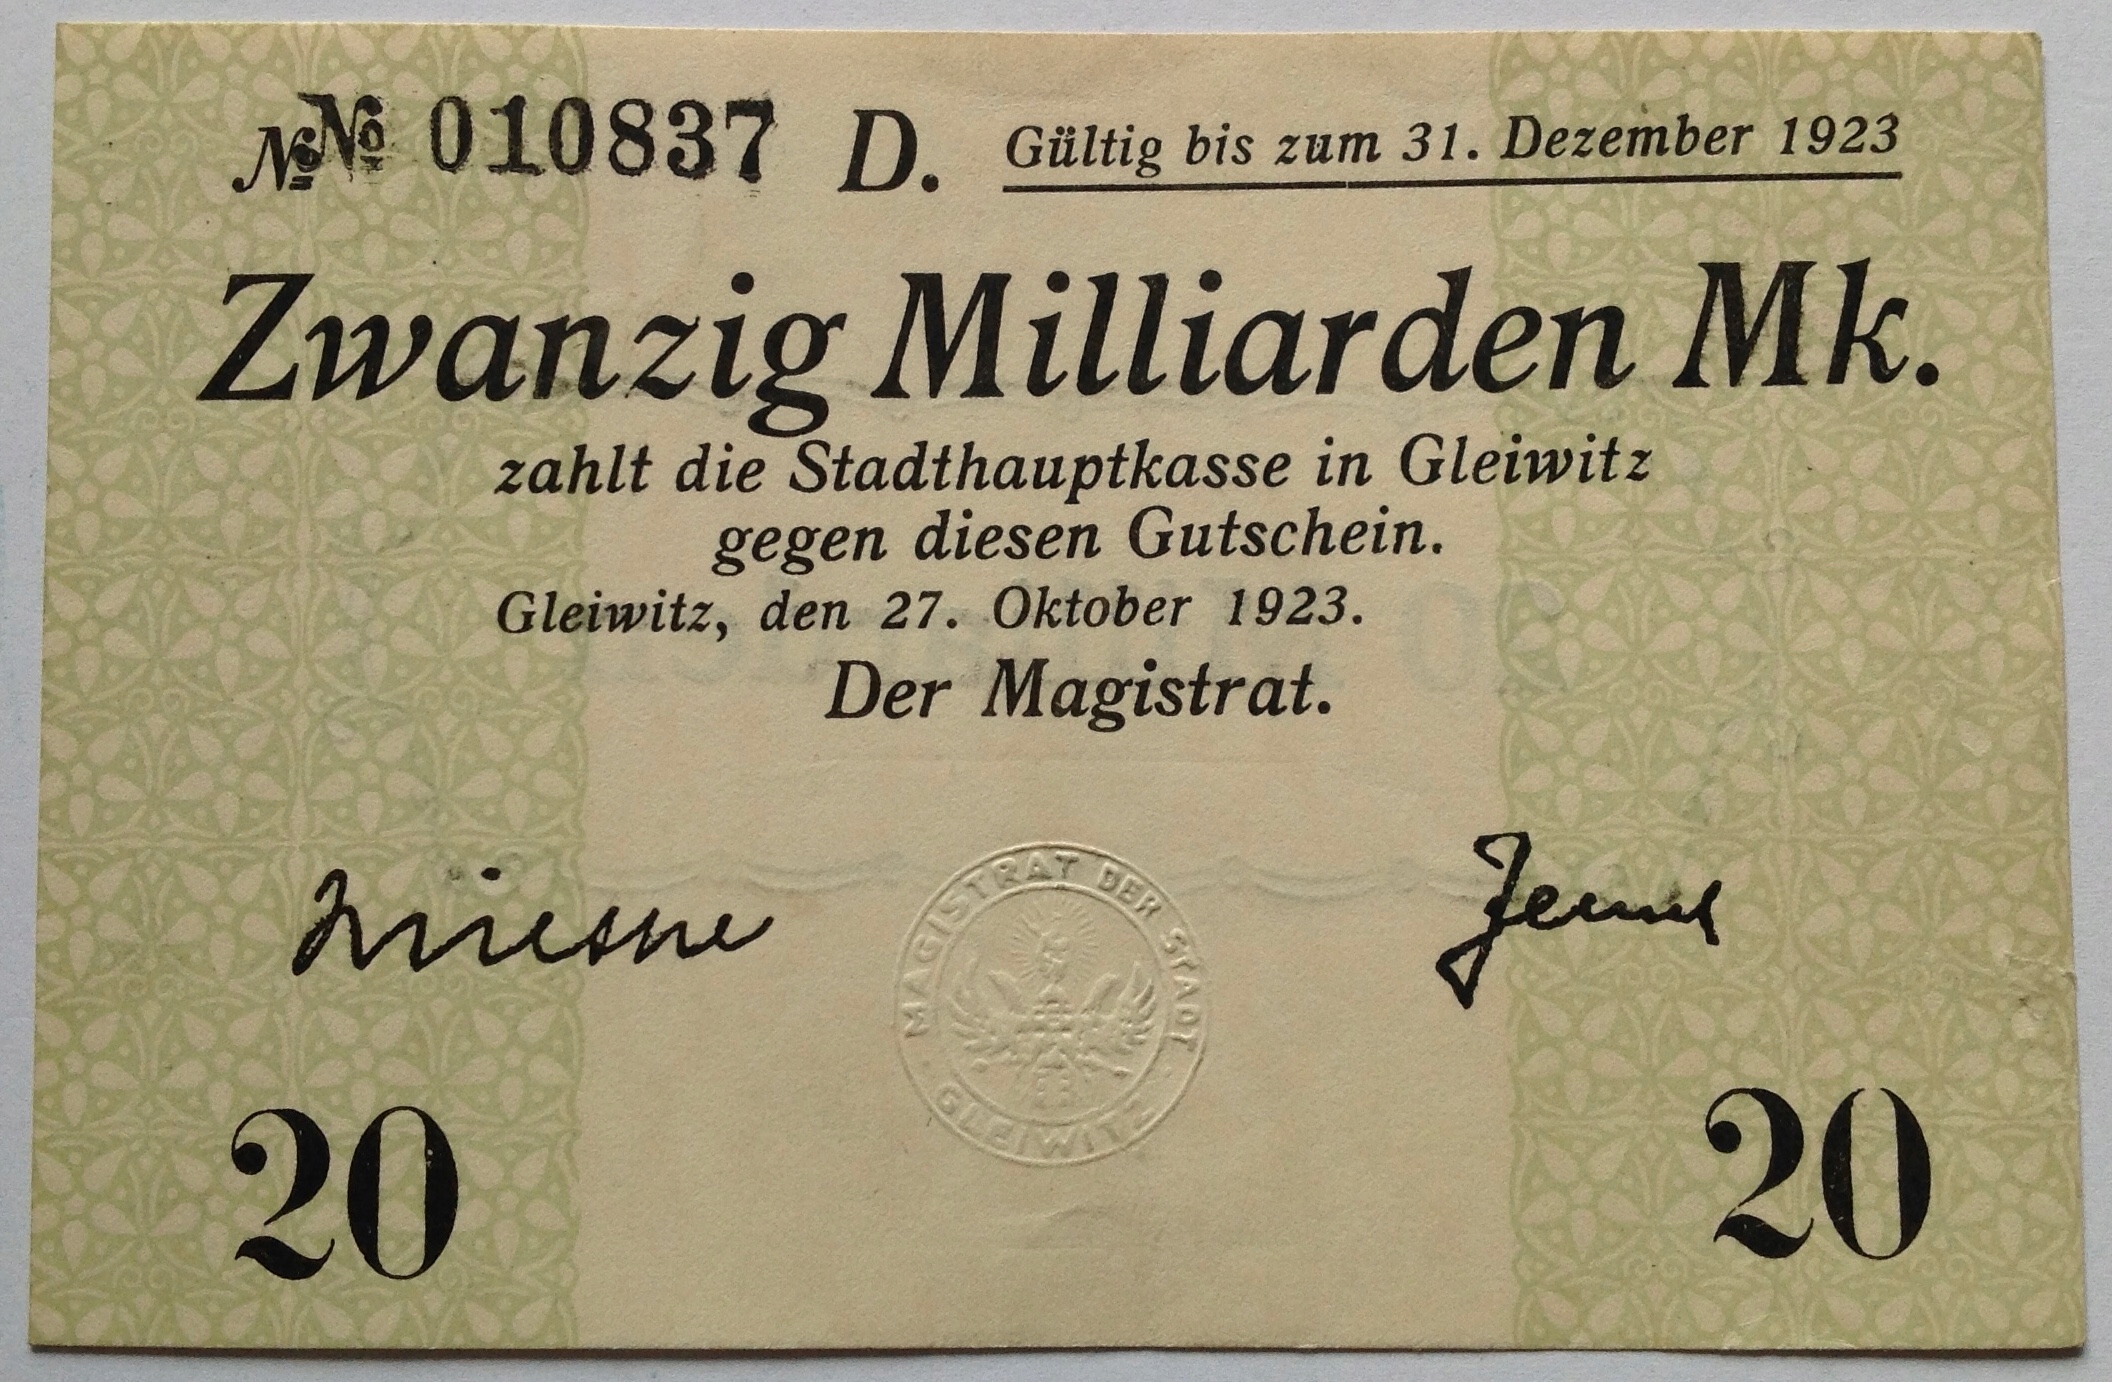 № № 010837 D. Gültig bis zum 31. Dezember 1923
Zwanzig Milliarden Mk.
zahlt die Stadthauptkasse in Gleiwitz
gegen diesen Gutschein.
Gleiwitz, den 27. Oktober 1923.
Der Magistrat.
MAGISTRAT DER STADT GLEIWITZ
20 20